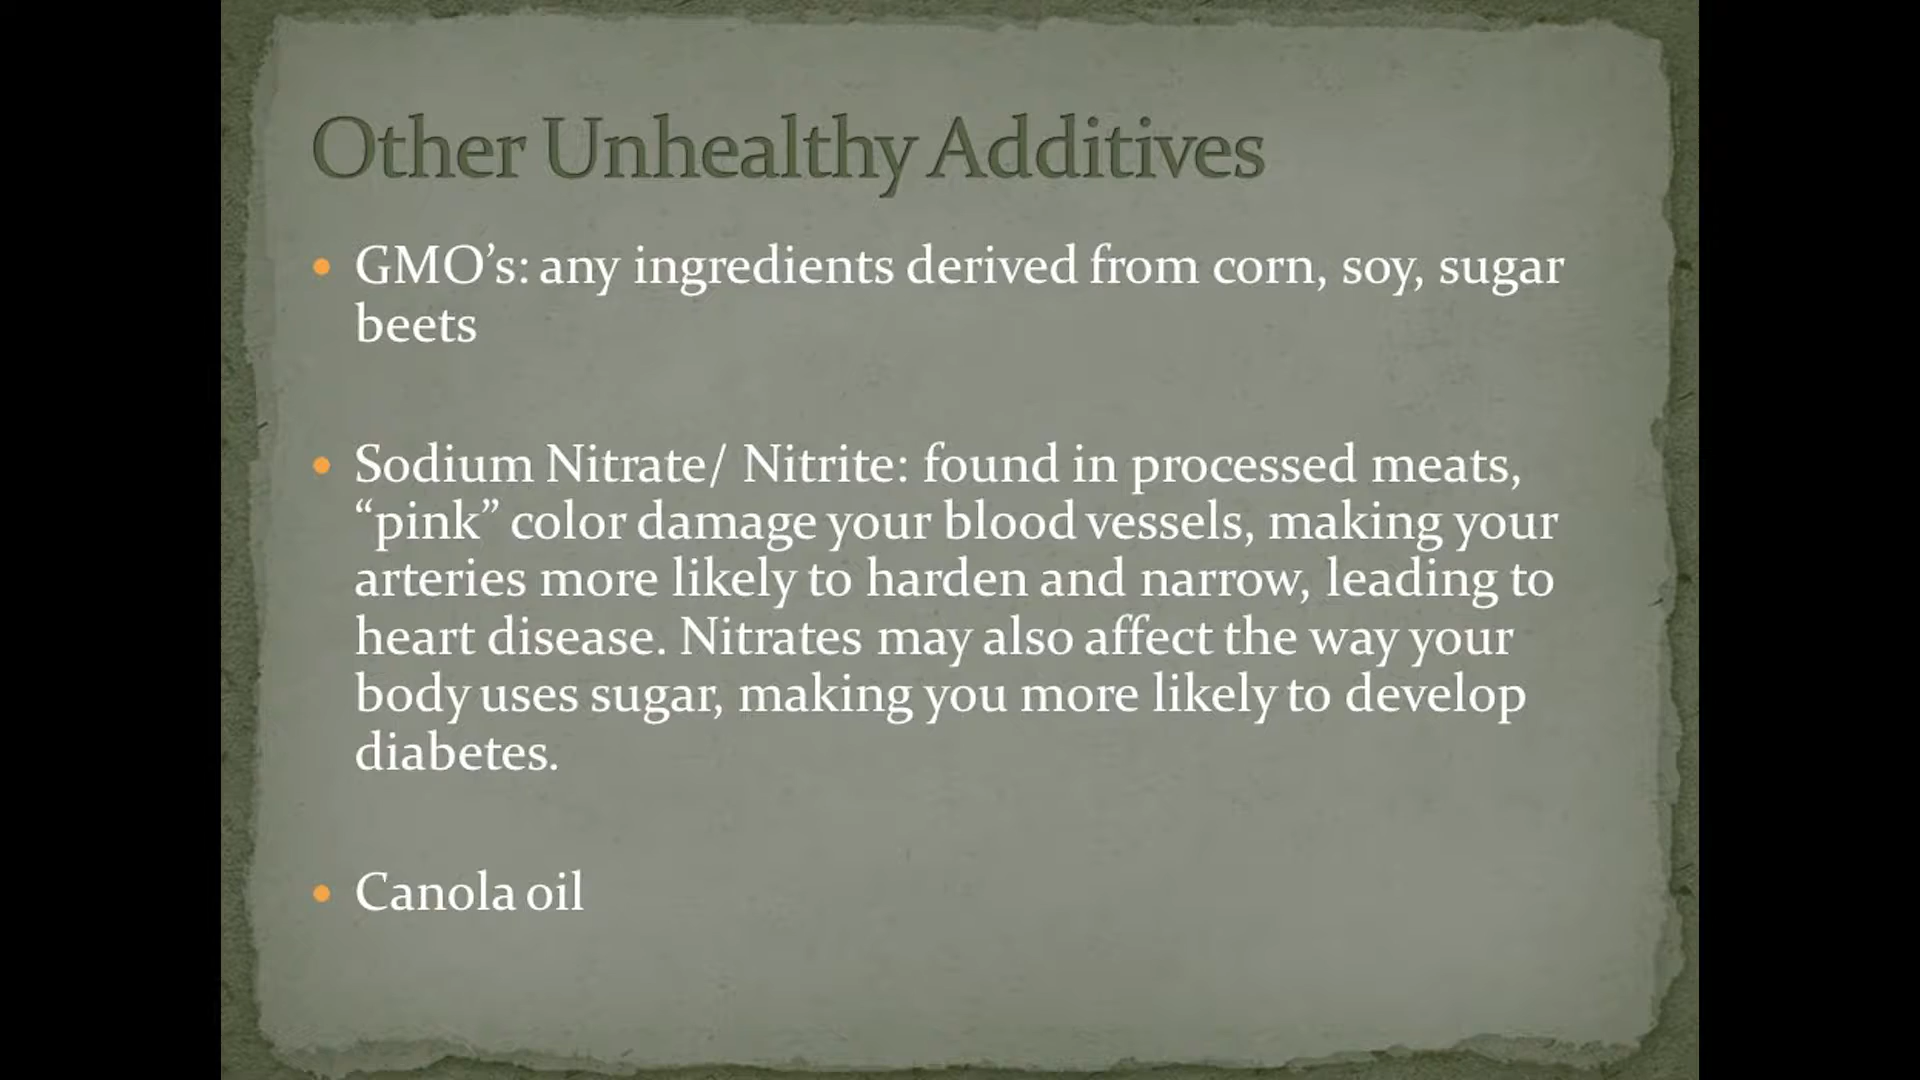 Other Unhealthy Additives
• GMO’s: any ingredients derived from corn, soy, sugar
beets
• Sodium Nitrate/ Nitrite: found in processed meats,
“pink” color damage your blood vessels, making your
arteries more likely to harden and narrow, leading to
heart disease. Nitrates may also affect the way your
body uses sugar, making you more likely to develop
diabetes.
• Canola oil